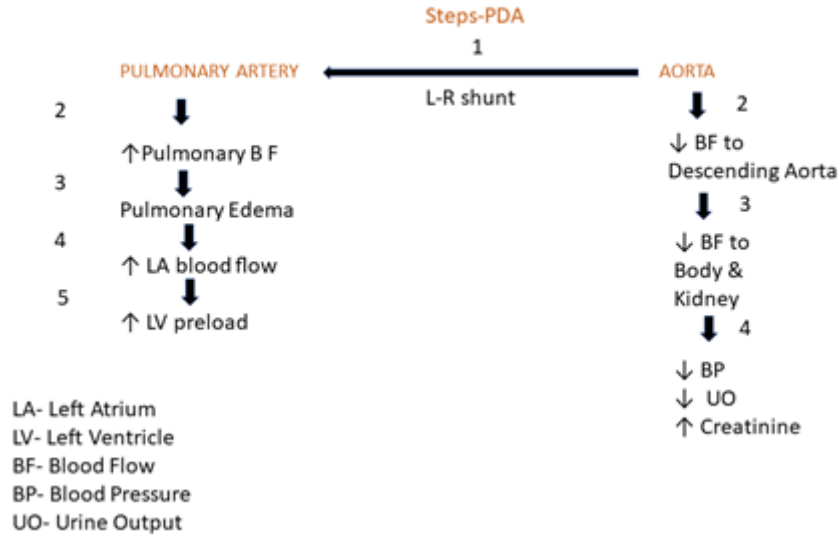 Steps-PDA
1
PULMONARY ARTERY
AORTA
L-R shunt
2
↑Pulmonary B F
3
Pulmonary Edema
4
↑ LA blood flow
5
↑ LV preload
2
↓ BF to
Descending Aorta
3
↓ BF to
Body &
Kidney
4
↓ BP
↓ UO
↑ Creatinine
LA- Left Atrium
LV- Left Ventricle
BF- Blood Flow
BP- Blood Pressure
UO- Urine Output